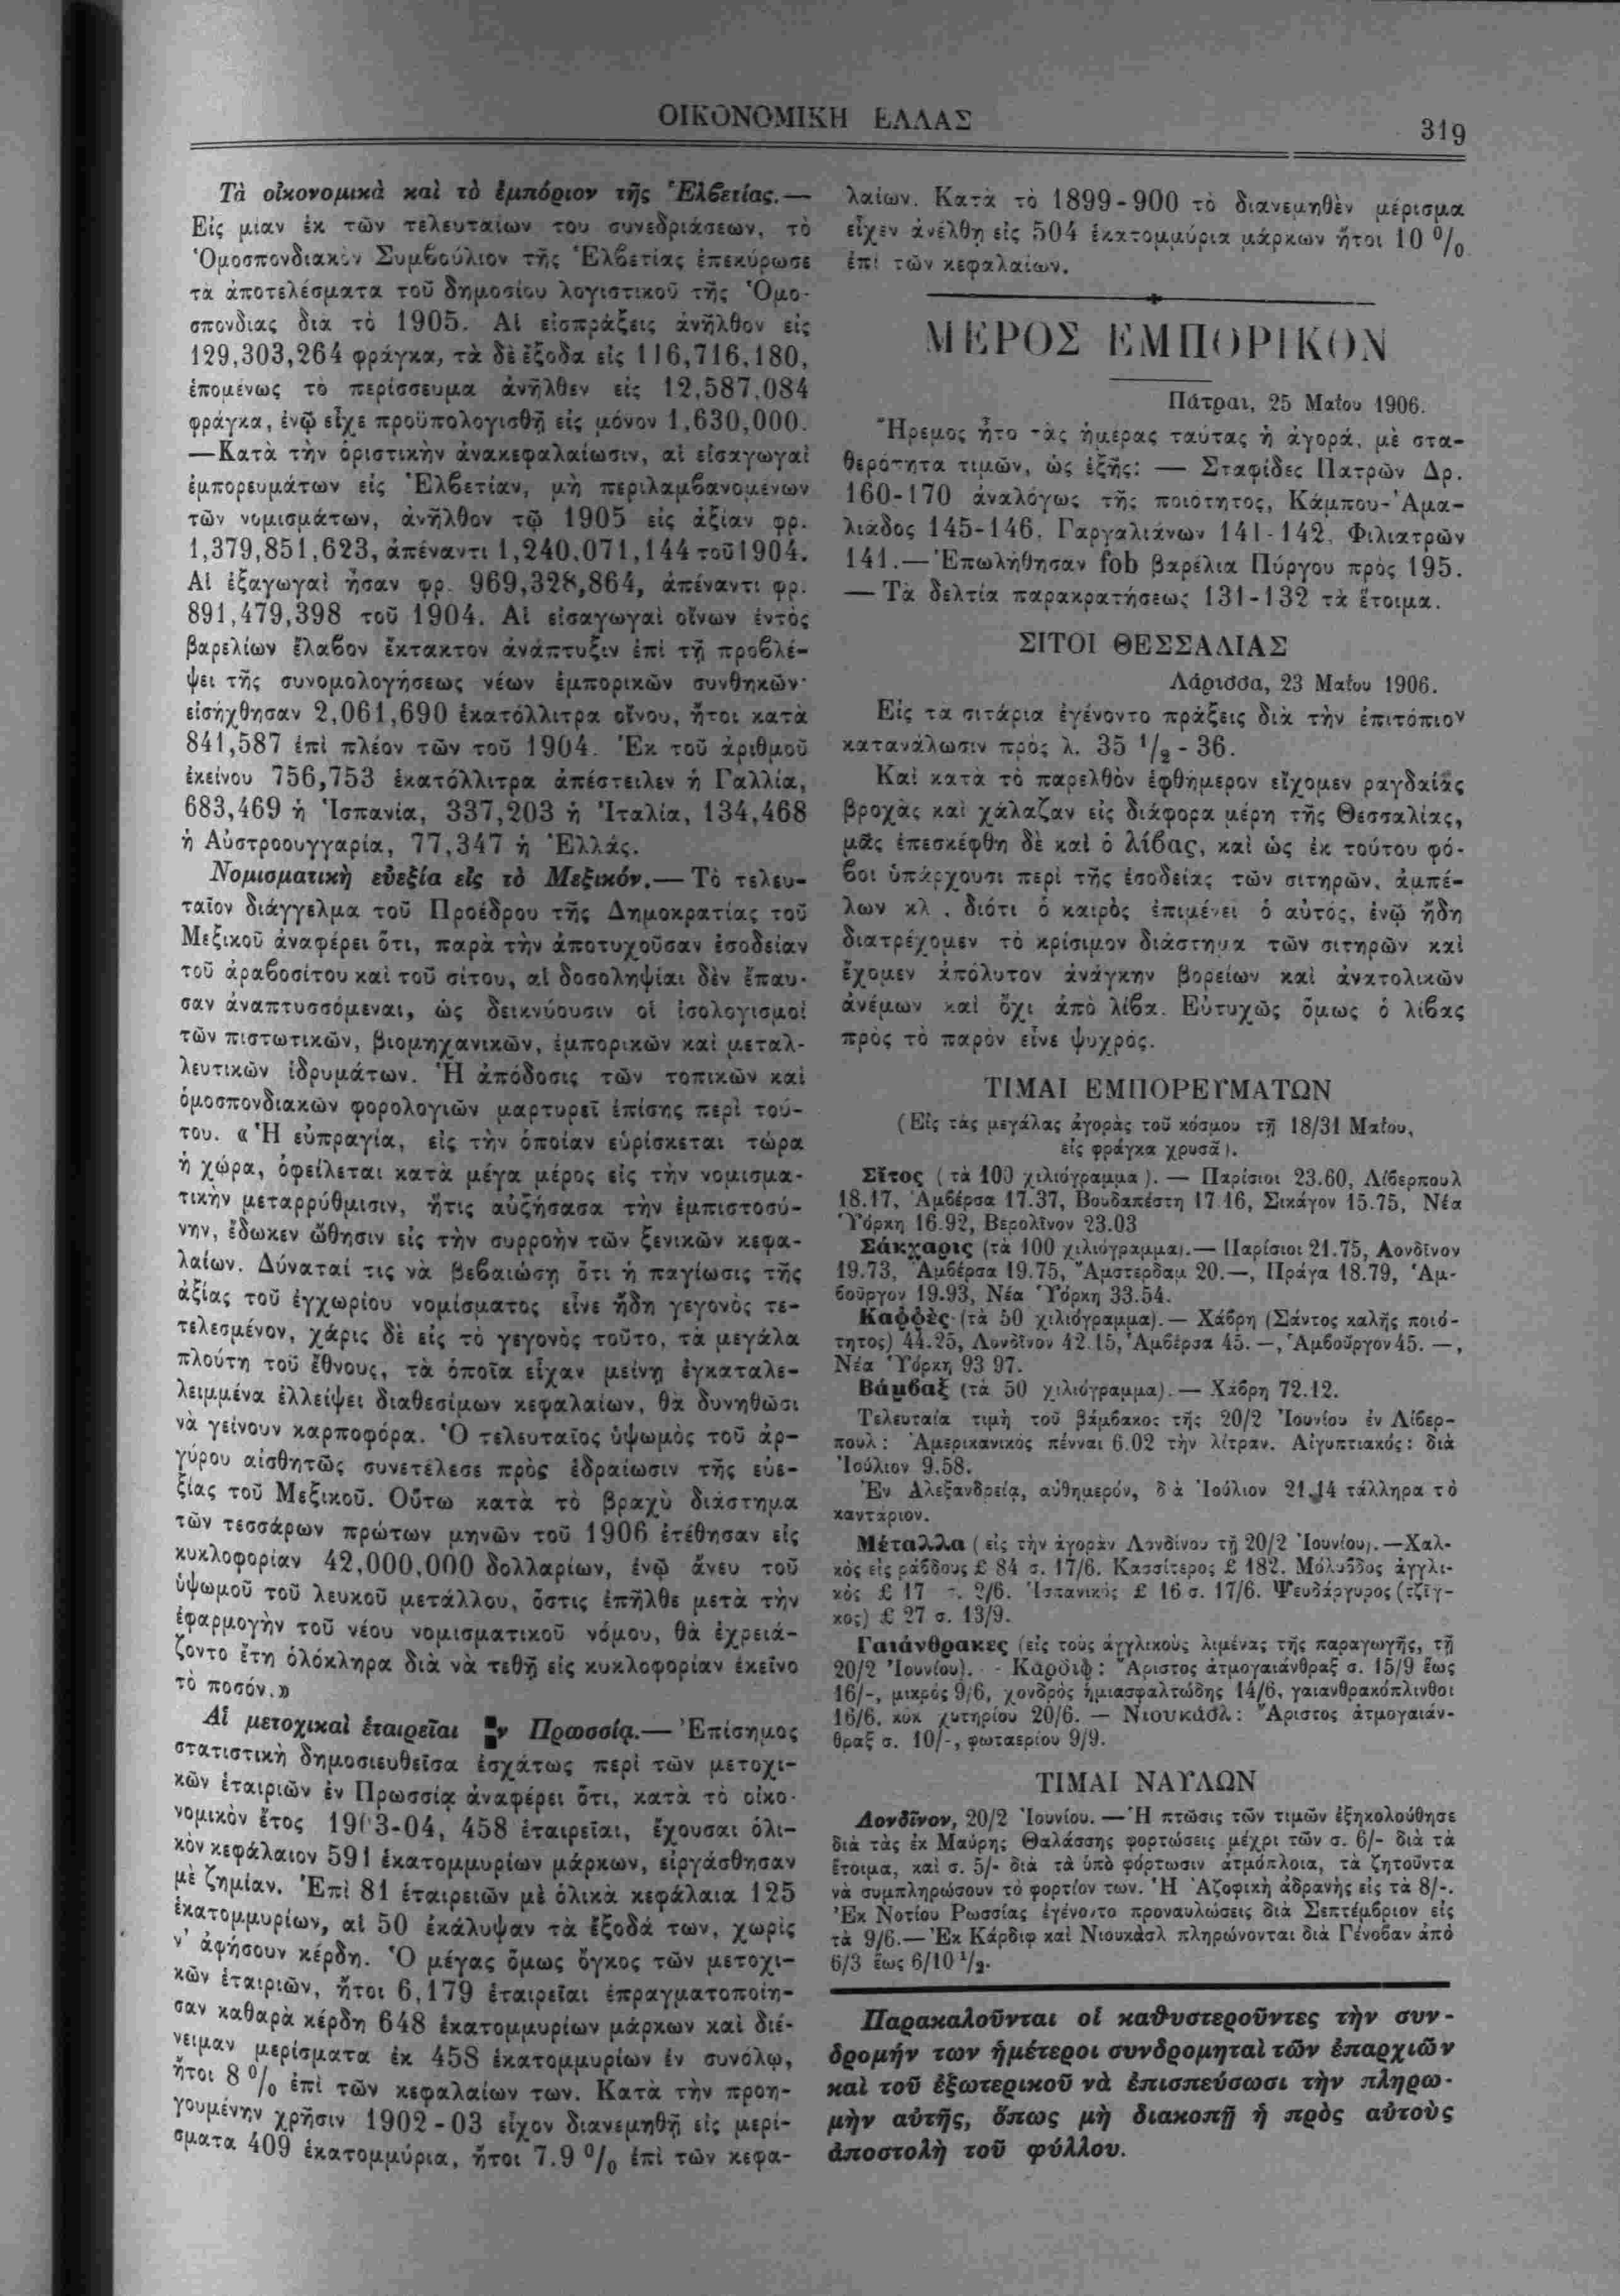 ΟΙΚΟΝΟΜΙΚΗ ΕΛΛΑΣ
319
Τὰ οἰκονομικὰ καὶ τὸ ἐμπόριον τῆς Ἑλβετίας.—
Εἰς μίαν ἐκ τῶν τελευταίων του συνεδριάσεων, τὸ
Ὁμοσπονδιακὸν Συμβούλιον τῆς Ἑλβετίας ἐπεκύρωσε
τὰ ἀποτελέσματα τοῦ δημοσίου λογιστικοῦ τῆς Ὁμο-
σπονδίας διὰ τὸ 1905. Αἱ εἰσπράξεις ἀνῆλθον εἰς
129,303,264 φράγκα, τὰ δὲ ἔξοδα εἰς 116,716,180,
ἑπομένως τὸ περίσσευμα ἀνῆλθεν εἰς 12,587,084
φράγκα, ἐνῷ εἶχε προϋπολογισθῆ εἰς μόνον 1,630,000.
—Κατὰ τὴν ὁριστικὴν ἀνακεφαλαίωσιν, αἱ εἰσαγωγαὶ
ἐμπορευμάτων εἰς Ἑλβετίαν, μὴ περιλαμβανομένων
τῶν νομισμάτων, ἀνῆλθον τῷ 1905 εἰς ἀξίαν φρ.
1,379,851,623, ἀπέναντι 1,240,071,144 τοῦ 1904.
Αἱ ἐξαγωγαὶ ἦσαν φρ. 969,328,864, ἀπέναντι φρ.
891,479,398 τοῦ 1904. Αἱ εἰσαγωγαὶ οἴνων ἐντὸς
βαρελίων ἔλαβον ἔκτακτον ἀνάπτυξιν ἐπὶ τῇ προβλέ-
ψει τῆς συνομολογήσεως νέων ἐμπορικῶν συνθηκῶν·
εἰσήχθησαν 2,061,690 ἑκατόλλιτρα οἴνου, ἤτοι κατὰ
841,587 ἐπὶ πλέον τῶν τοῦ 1904. Ἐκ τοῦ ἀριθμοῦ
ἐκείνου 756,753 ἑκατόλλιτρα ἀπέστειλεν ἡ Γαλλία,
683,469 ἡ Ἱσπανία, 337,203 ἡ Ἰταλία, 134,468
ἡ Αὐστροουγγαρία, 77,347 ἡ Ἑλλάς.
Νομισματικὴ εὐεξία εἰς τὸ Μεξικόν.— Τὸ τελευ-
ταῖον διάγγελμα τοῦ Προέδρου τῆς Δημοκρατίας τοῦ
Μεξικοῦ ἀναφέρει ὅτι, παρὰ τὴν ἀποτυχοῦσαν ἐσοδείαν
τοῦ ἀραβοσίτου καὶ τοῦ σίτου, αἱ δοσοληψίαι δὲν ἔπαυ-
σαν ἀναπτυσσόμεναι, ὡς δεικνύουσιν οἱ ἰσολογισμοὶ
τῶν πιστωτικῶν, βιομηχανικῶν, ἐμπορικῶν καὶ μεταλ-
λευτικῶν ἱδρυμάτων. Ἡ ἀπόδοσις τῶν τοπικῶν καὶ
ὁμοσπονδιακῶν φορολογιῶν μαρτυρεῖ ἐπίσης περὶ τού-
του. «Ἡ εὐπραγία, εἰς τὴν ὁποίαν εὑρίσκεται τώρα
ἡ χώρα, ὀφείλεται κατὰ μέγα μέρος εἰς τὴν νομισμα-
τικὴν μεταρρύθμισιν, ἥτις αὐξήσασα τὴν ἐμπιστοσύ-
νην, ἔδωκεν ὤθησιν εἰς τὴν συρροὴν τῶν ξενικῶν κεφα-
λαίων. Δύναταί τις νὰ βεβαιώσῃ ὅτι ἡ παγίωσις τῆς
ἀξίας τοῦ ἐγχωρίου νομίσματος εἶνε ἤδη γεγονὸς τε-
τελεσμένον, χάρις δὲ εἰς τὸ γεγονὸς τοῦτο, τὰ μεγάλα
πλούτη τοῦ ἔθνους, τὰ ὁποῖα εἶχαν μείνῃ ἐγκαταλε-
λειμμένα ἐλλείψει διαθεσίμων κεφαλαίων, θὰ δυνηθῶσι
νὰ γείνουν καρποφόρα. Ὁ τελευταῖος ὑψωμὸς τοῦ ἀρ-
γύρου αἰσθητῶς συνετέλεσε πρὸς ἑδραίωσιν τῆς εὐε-
ξίας τοῦ Μεξικοῦ. Οὕτω κατὰ τὸ βραχὺ διάστημα
τῶν τεσσάρων πρώτων μηνῶν τοῦ 1906 ἐτέθησαν εἰς
κυκλοφορίαν 42,000,000 δολλαρίων, ἐνῷ ἄνευ τοῦ
ὑψωμοῦ τοῦ λευκοῦ μετάλλου, ὅστις ἐπῆλθε μετὰ τὴν
ἐφαρμογὴν τοῦ νέου νομισματικοῦ νόμου, θὰ ἐχρειά-
ζοντο ἔτη ὁλόκληρα διὰ νὰ τεθῇ εἰς κυκλοφορίαν ἐκεῖνο
τὸ ποσόν.»
Αἱ μετοχικαὶ ἑταιρεῖαι ἐν Πρωσσίᾳ.— Ἐπίσημος
στατιστικὴ δημοσιευθεῖσα ἐσχάτως περὶ τῶν μετοχι-
κῶν ἑταιριῶν ἐν Πρωσσίᾳ ἀναφέρει ὅτι, κατὰ τὸ οἰκο-
νομικὸν ἔτος 1903-04, 458 ἑταιρεῖαι, ἔχουσαι ὁλι-
κὸν κεφάλαιον 591 ἑκατομμυρίων μάρκων, εἰργάσθησαν
μὲ ζημίαν. Ἐπὶ 81 ἑταιρειῶν μὲ ὁλικὰ κεφάλαια 125
ἑκατομμυρίων, αἱ 50 ἐκάλυψαν τὰ ἔξοδά των, χωρὶς
ν' ἀφήσουν κέρδη. Ὁ μέγας ὅμως ὄγκος τῶν μετοχι-
κῶν ἑταιριῶν, ἤτοι 6,179 ἑταιρεῖαι ἐπραγματοποίη-
σαν καθαρὰ κέρδη 648 ἑκατομμυρίων μάρκων καὶ διέ-
νειμαν μερίσματα ἐκ 458 ἑκατομμυρίων ἐν συνόλῳ,
ἤτοι 8 % ἐπὶ τῶν κεφαλαίων των. Κατὰ τὴν προη-
γουμένην χρῆσιν 1902-03 εἶχον διανεμηθῇ εἰς μερί-
σματα 409 ἑκατομμύρια, ἤτοι 7.9 % ἐπὶ τῶν κεφα-
λαίων. Κατὰ τὸ 1899-900 τὸ διανεμηθὲν μέρισμα
εἶχεν ἀνέλθῃ εἰς 504 ἑκατομμύρια μάρκων ἤτοι 10 %
ἐπὶ τῶν κεφαλαίων.
ΜΕΡΟΣ ΕΜΠΟΡΙΚΟΝ
Πάτραι, 25 Μαΐου 1906.
Ἤρεμος ἦτο τὰς ἡμέρας ταύτας ἡ ἀγορά, μὲ στα-
θερότητα τιμῶν, ὡς ἑξῆς: — Σταφίδες Πατρῶν Δρ.
160-170 ἀναλόγως τῆς ποιότητος, Κάμπου-Ἀμα-
λιάδος 145-146, Γαργαλιάνων 141-142, Φιλιατρῶν
141.— Ἐπωλήθησαν fob βαρέλια Πύργου πρὸς 195.
— Τὰ δελτία παρακρατήσεως 131-132 τὰ ἕτοιμα.
ΣΙΤΟΙ ΘΕΣΣΑΛΙΑΣ
Λάρισσα, 23 Μαΐου 1906.
Εἰς τὰ σιτάρια ἐγένοντο πράξεις διὰ τὴν ἐπιτόπιον
κατανάλωσιν πρὸς λ. 35 1/2 - 36.
Καὶ κατὰ τὸ παρελθὸν ἑφθήμερον εἴχομεν ραγδαίας
βροχὰς καὶ χάλαζαν εἰς διάφορα μέρη τῆς Θεσσαλίας,
μᾶς ἐπεσκέφθη δὲ καὶ ὁ λίβας, καὶ ὡς ἐκ τούτου φό-
βοι ὑπάρχουσι περὶ τῆς ἐσοδείας τῶν σιτηρῶν, ἀμπέ-
λων κλ., διότι ὁ καιρὸς ἐπιμένει ὁ αὐτός, ἐνῷ ἤδη
διατρέχομεν τὸ κρίσιμον διάστημα τῶν σιτηρῶν καὶ
ἔχομεν ἀπόλυτον ἀνάγκην βορείων καὶ ἀνατολικῶν
ἀνέμων καὶ ὄχι ἀπὸ λίβα. Εὐτυχῶς ὅμως ὁ λίβας
πρὸς τὸ παρὸν εἶνε ψυχρός.
ΤΙΜΑΙ ΕΜΠΟΡΕΥΜΑΤΩΝ
(Εἰς τὰς μεγάλας ἀγορὰς τοῦ κόσμου τῇ 18/31 Μαΐου,
εἰς φράγκα χρυσᾶ).
Σῖτος (τὰ 100 χιλιόγραμμα). — Παρίσιοι 23.60, Λίβερπουλ
18.17, Ἀμβέρσα 17.37, Βουδαπέστη 17.16, Σικάγον 15.75, Νέα
Ὑόρκη 16.92, Βερολῖνον 23.03
Σάκχαρις (τὰ 100 χιλιόγραμμα).— Παρίσιοι 21.75, Λονδῖνον
19.73, Ἀμβέρσα 19.75, Ἀμστερδαμ 20.—, Πράγα 18.79, Ἁμ-
βοῦργον 19.93, Νέα Ὑόρκη 33.54.
Καφφὲς (τὰ 50 χιλιόγραμμα). — Χάβρη (Σάντος καλῆς ποιό-
τητος) 44.25, Λονδῖνον 42.15, Ἀμβέρσα 45.—, Ἁμβοῦργον 45.—,
Νέα Ὑόρκη 93 97.
Βάμβαξ (τὰ 50 χιλιόγραμμα). — Χάβρη 72.12.
Τελευταία τιμὴ τοῦ βάμβακος τῆς 20/2 Ἰουνίου ἐν Λίβερ-
πουλ: Ἀμερικανικὸς πένναι 6.02 τὴν λίτραν. Αἰγυπτιακός: διὰ
Ἰούλιον 9.58.
Ἐν Ἀλεξανδρείᾳ, αὐθημερόν, διὰ Ἰούλιον 21.14 τάλληρα τὸ
καντάριον.
Μέταλλα (εἰς τὴν ἀγορὰν Λονδίνου τῇ 20/2 Ἰουνίου).—Χαλ-
κὸς εἰς ράβδους £ 84 σ. 17/6. Κασσίτερος £ 182. Μόλυβδος ἀγγλι-
κὸς £ 17 σ. 2/6. Ἱσπανικὸς £ 16 σ. 17/6. Ψευδάργυρος (τζῖγ-
κος) £ 27 σ. 13/9.
Γαιάνθρακες (εἰς τοὺς ἀγγλικοὺς λιμένας τῆς παραγωγῆς, τῇ
20/2 Ἰουνίου). - Κάρδιφ: Ἄριστος ἀτμογαιάνθραξ σ. 15/9 ἕως
16/-, μικρὸς 9/6, χονδρὸς ἡμιασφαλτώδης 14/6, γαιανθρακόπλινθοι
16/6, κὸκ χυτηρίου 20/6. — Νιουκάσλ: Ἄριστος ἀτμογαιάν-
θραξ σ. 10/-, φωταερίου 9/9.
ΤΙΜΑΙ ΝΑΥΛΩΝ
Λονδῖνον, 20/2 Ἰουνίου. —Ἡ πτῶσις τῶν τιμῶν ἐξηκολούθησε
διὰ τὰς ἐκ Μαύρης Θαλάσσης φορτώσεις μέχρι τῶν σ. 6/- διὰ τὰ
ἕτοιμα, καὶ σ. 5/- διὰ τὰ ὑπὸ φόρτωσιν ἀτμόπλοια, τὰ ζητοῦντα
νὰ συμπληρώσουν τὸ φορτίον των. Ἡ Ἀζοφικὴ ἀδρανὴς εἰς τὰ 8/-.
Ἐκ Νοτίου Ρωσσίας ἐγένοντο προναυλώσεις διὰ Σεπτέμβριον εἰς
τὰ 9/6.— Ἐκ Κάρδιφ καὶ Νιουκάσλ πληρώνονται διὰ Γένοβαν ἀπὸ
6/3 ἕως 6/10 1/2.
Παρακαλοῦνται οἱ καθυστεροῦντες τὴν συν-
δρομήν των ἡμέτεροι συνδρομηταὶ τῶν ἐπαρχιῶν
καὶ τοῦ ἐξωτερικοῦ νὰ ἐπισπεύσωσι τὴν πληρω-
μὴν αὐτῆς, ὅπως μὴ διακοπῇ ἡ πρὸς αὐτοὺς
ἀποστολὴ τοῦ φύλλου.